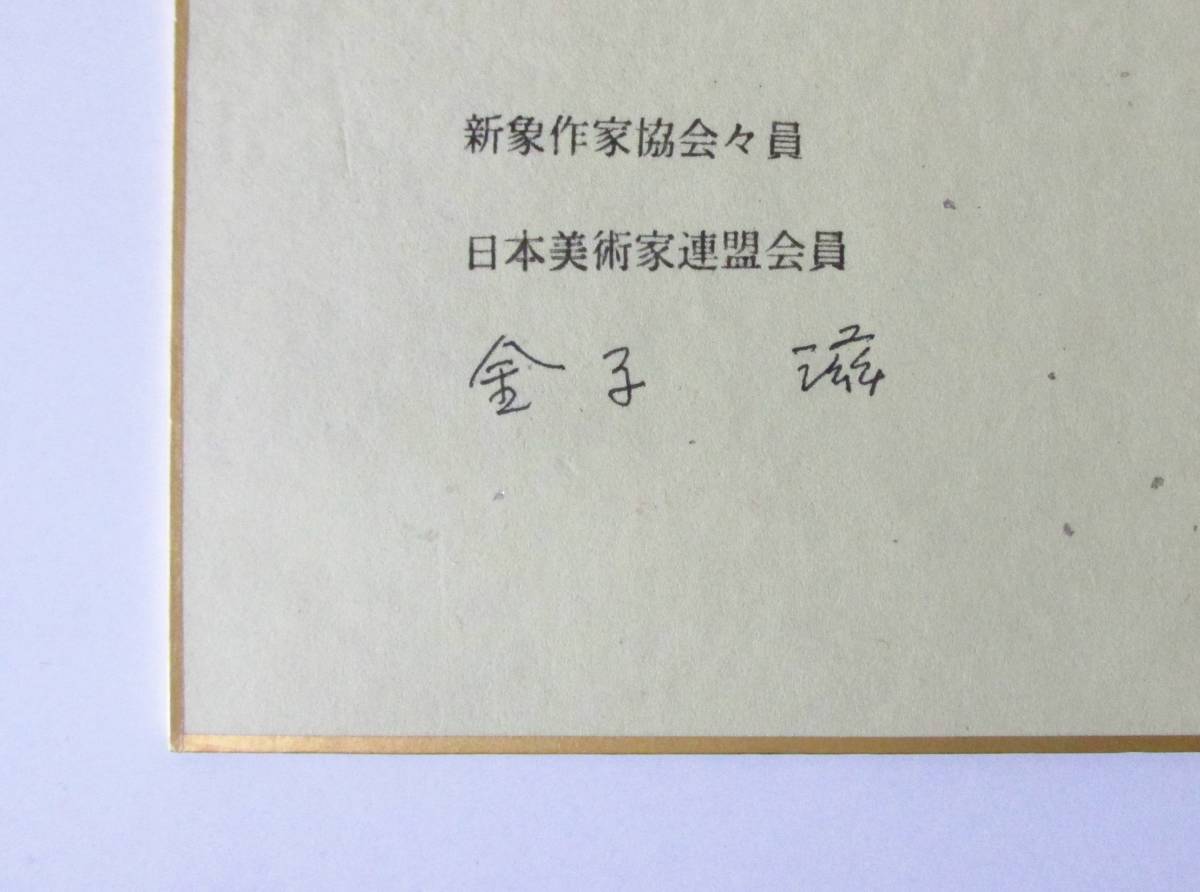 新象作家協会々員
日本美術家連盟会員
金子 滋